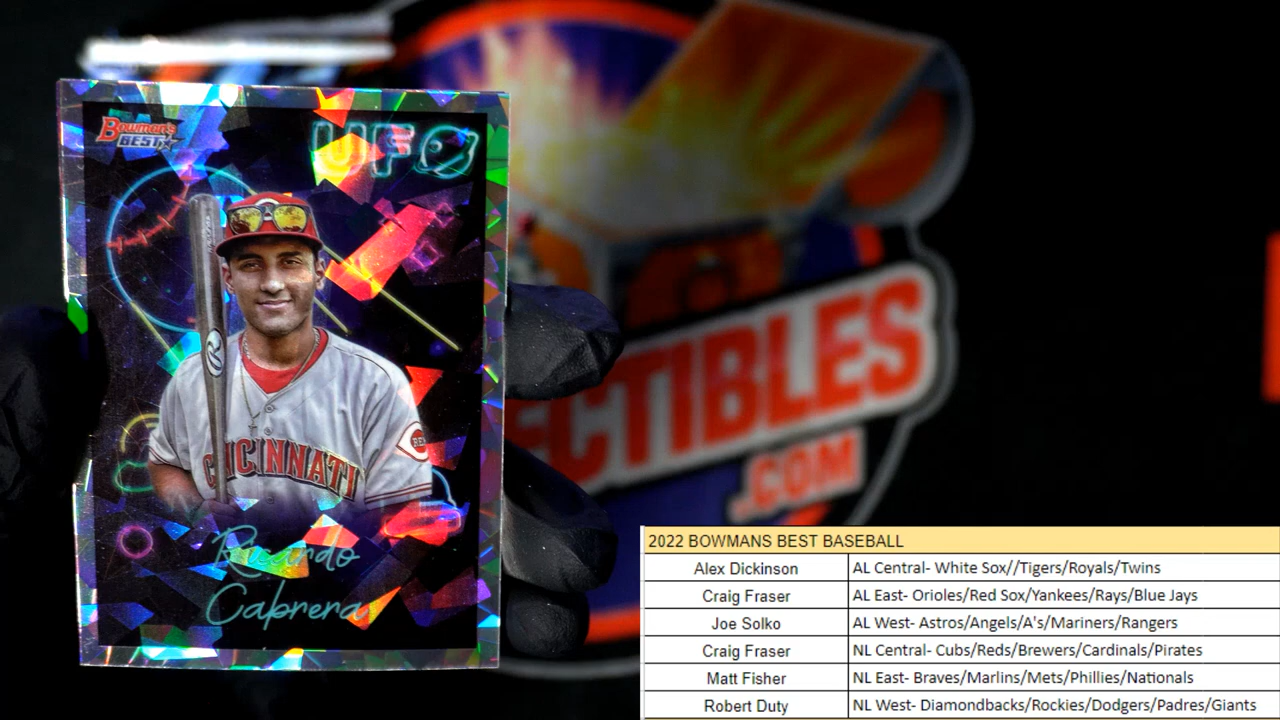 Bowman's
BEST
UFO
CINCINNATI
REDS
Ricardo
Cabrera
ECTIBLES
.COM
2022 BOWMANS BEST BASEBALL
Alex Dickinson AL Central- White Sox//Tigers/Royals/Twins
Craig Fraser AL East- Orioles/Red Sox/Yankees/Rays/Blue Jays
Joe Solko AL West- Astros/Angels/A's/Mariners/Rangers
Craig Fraser NL Central- Cubs/Reds/Brewers/Cardinals/Pirates
Matt Fisher NL East- Braves/Marlins/Mets/Phillies/Nationals
Robert Duty NL West- Diamondbacks/Rockies/Dodgers/Padres/Giants